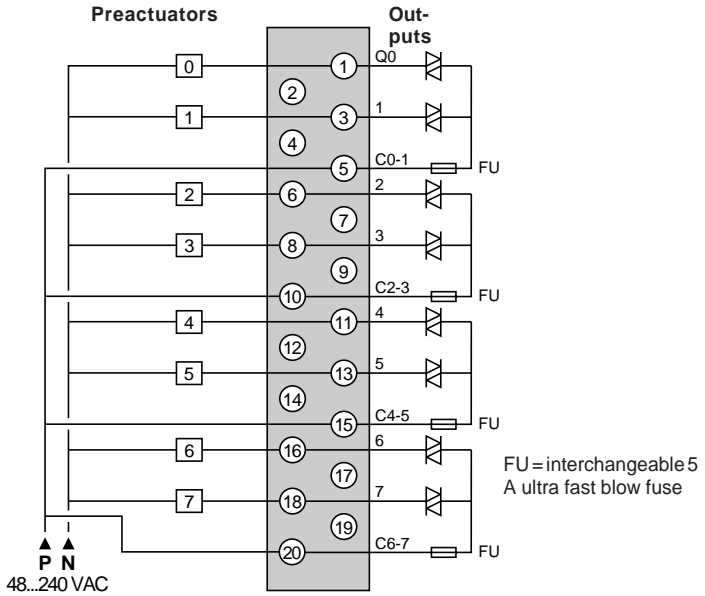 Preactuators
Out-
puts
0 1 Q0
2
1 3 1
4
5 C0-1 FU
2 6 2
7
3 8 3
9
10 C2-3 FU
4 11 4
12
5 13 5
14
15 C4-5 FU
6 16 6
17
7 18 7
19
20 C6-7 FU
FU = interchangeable 5
A ultra fast blow fuse
P N
48...240 VAC